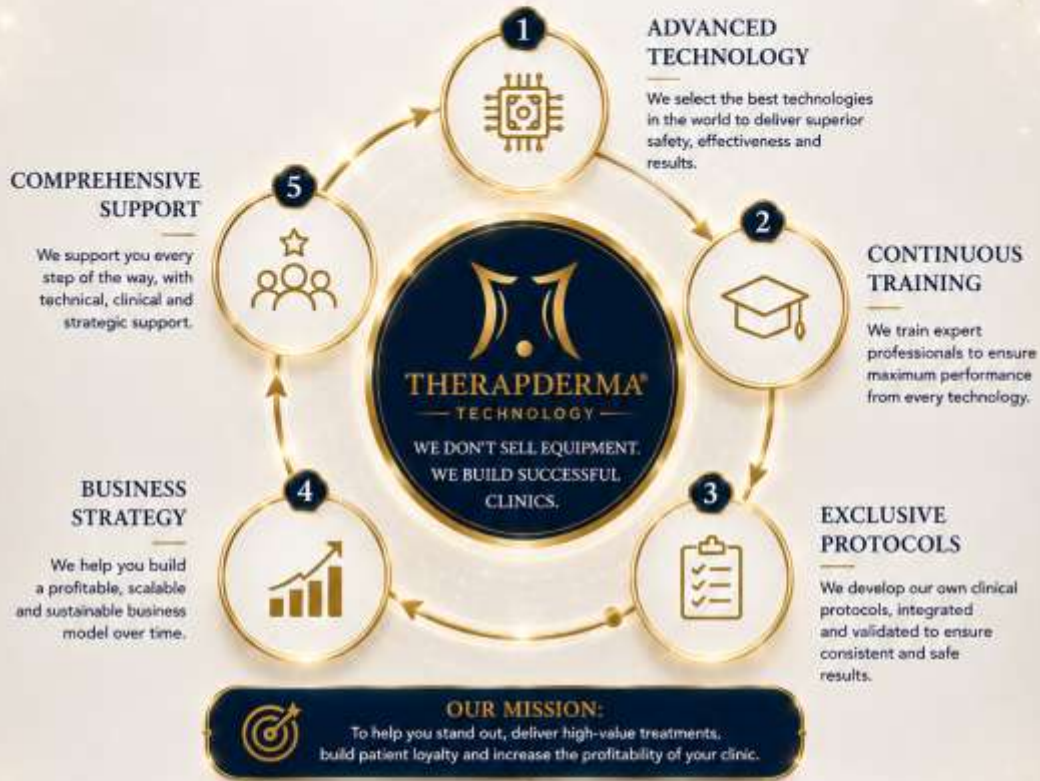 1
ADVANCED
TECHNOLOGY
We select the best technologies
in the world to deliver superior
safety, effectiveness and
results.
2
CONTINUOUS
TRAINING
We train expert
professionals to ensure
maximum performance
from every technology.
3
EXCLUSIVE
PROTOCOLS
We develop our own clinical
protocols, integrated
and validated to ensure
consistent and safe
results.
4
BUSINESS
STRATEGY
We help you build
a profitable, scalable
and sustainable business
model over time.
5
COMPREHENSIVE
SUPPORT
We support you every
step of the way, with
technical, clinical and
strategic support.
THERAPDERMA®
TECHNOLOGY
WE DON'T SELL EQUIPMENT.
WE BUILD SUCCESSFUL
CLINICS.
OUR MISSION:
To help you stand out, deliver high-value treatments,
build patient loyalty and increase the profitability of your clinic.